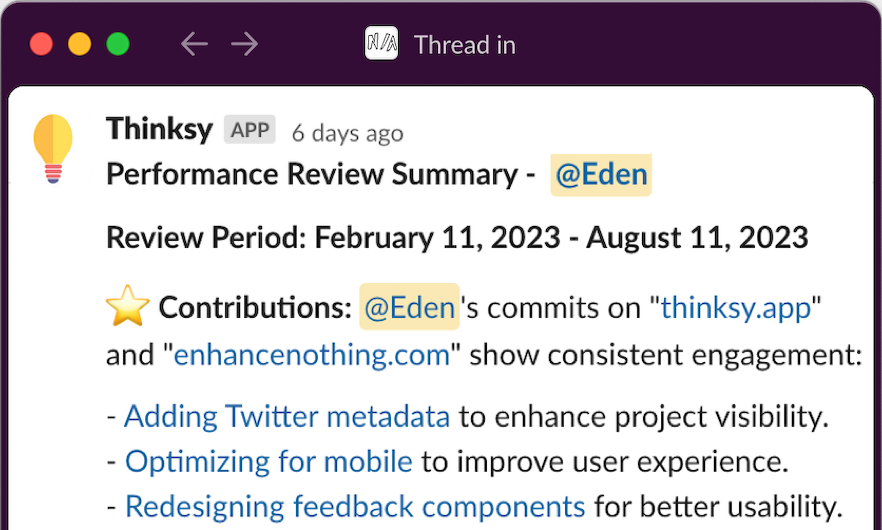 N/A Thread in
Thinksy APP 6 days ago
Performance Review Summary - @Eden
Review Period: February 11, 2023 - August 11, 2023
⭐ Contributions: @Eden's commits on "thinksy.app"
and "enhancenothing.com" show consistent engagement:
- Adding Twitter metadata to enhance project visibility.
- Optimizing for mobile to improve user experience.
- Redesigning feedback components for better usability.